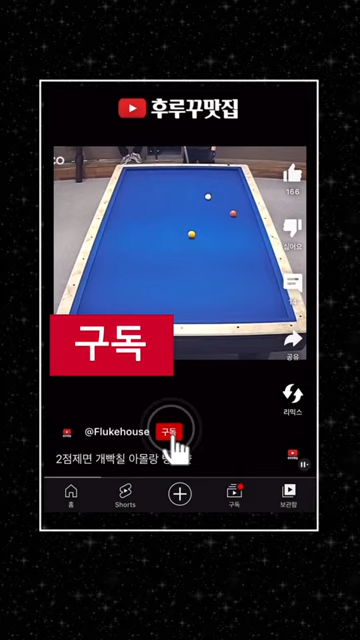 후루꾸맛집
166
싫어요
구독
공유
리믹스
@Flukehouse
구독
2점제면 개빡칠 아몰랑
홈
Shorts
구독
보관함